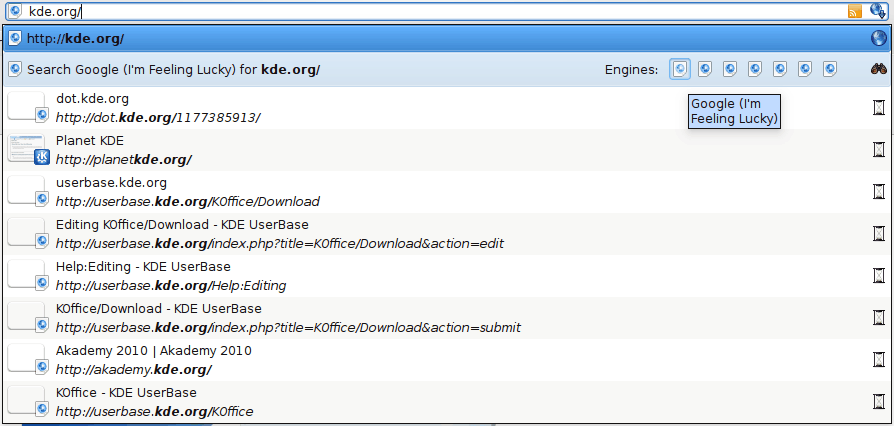 kde.org/
http://kde.org/
Search Google (I'm Feeling Lucky) for kde.org/ Engines:
Google (I'm
Feeling Lucky)
dot.kde.org
http://dot.kde.org/1177385913/
Planet KDE
http://planetkde.org/
userbase.kde.org
http://userbase.kde.org/KOffice/Download
Editing KOffice/Download - KDE UserBase
http://userbase.kde.org/index.php?title=KOffice/Download&action=edit
Help:Editing - KDE UserBase
http://userbase.kde.org/Help:Editing
KOffice/Download - KDE UserBase
http://userbase.kde.org/index.php?title=KOffice/Download&action=submit
Akademy 2010 | Akademy 2010
http://akademy.kde.org/
KOffice - KDE UserBase
http://userbase.kde.org/KOffice